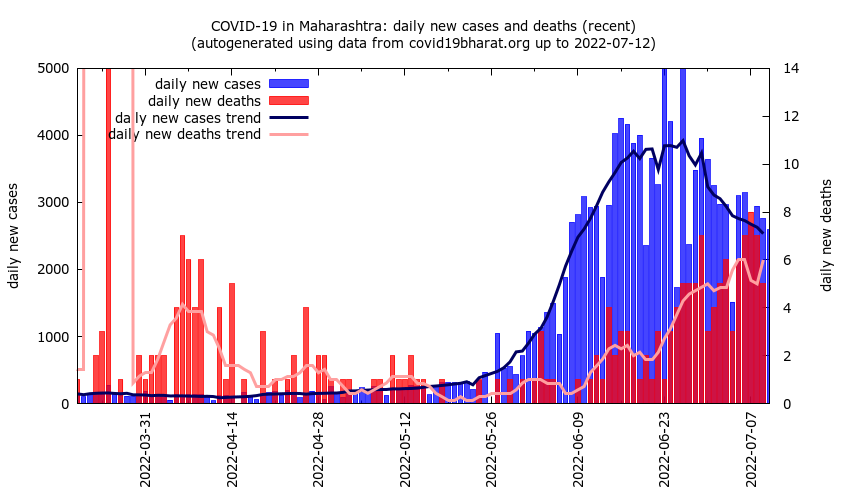 COVID-19 in Maharashtra: daily new cases and deaths (recent)
(autogenerated using data from covid19bharat.org up to 2022-07-12)
daily new cases
daily new deaths
daily new cases trend
daily new deaths trend
5000
4000
3000
2000
1000
0
14
12
10
8
6
4
2
0
daily new cases
daily new deaths
2022-03-31
2022-04-14
2022-04-28
2022-05-12
2022-05-26
2022-06-09
2022-06-23
2022-07-07